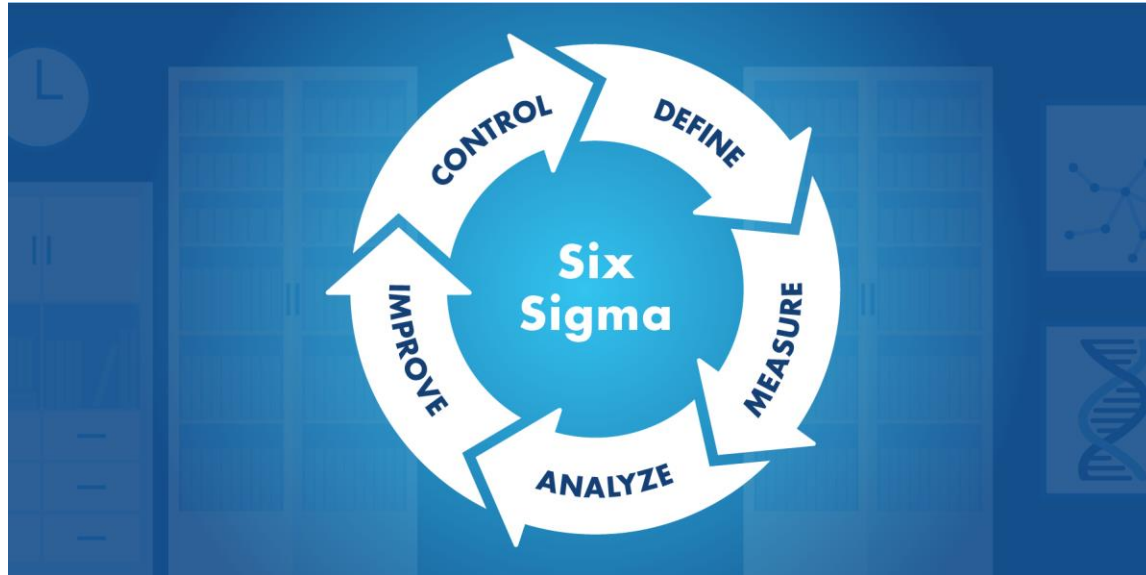 Six
Sigma
DEFINE
MEASURE
ANALYZE
IMPROVE
CONTROL